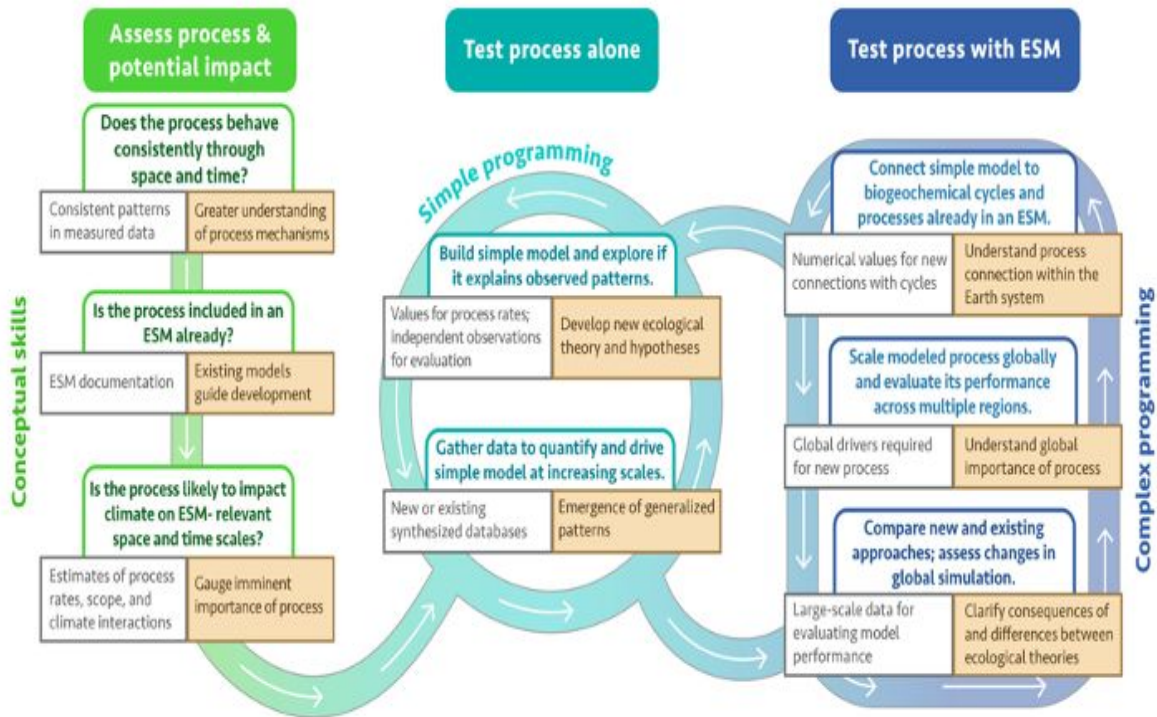 Assess process &
potential impact
Does the process behave
consistently through
space and time?
Consistent patterns
in measured data
Greater understanding
of process mechanisms
Is the process included in an
ESM already?
ESM documentation
Existing models
guide development
Is the process likely to impact
climate on ESM- relevant
space and time scales?
Estimates of process
rates, scope, and
climate interactions
Gauge imminent
importance of process
Conceptual skills
Test process alone
Simple programming
Build simple model and explore if
it explains observed patterns.
Values for process rates;
independent observations
for evaluation
Develop new ecological
theory and hypotheses
Gather data to quantify and drive
simple model at increasing scales.
New or existing
synthesized databases
Emergence of generalized
patterns
Test process with ESM
Connect simple model to
biogeochemical cycles and
processes already in an ESM.
Numerical values for new
connections with cycles
Understand process
connection within the
Earth system
Scale modeled process globally
and evaluate its performance
across multiple regions.
Global drivers required
for new process
Understand global
importance of process
Compare new and existing
approaches; assess changes in
global simulation.
Large-scale data for
evaluating model
performance
Clarify consequences of
and differences between
ecological theories
Complex programming